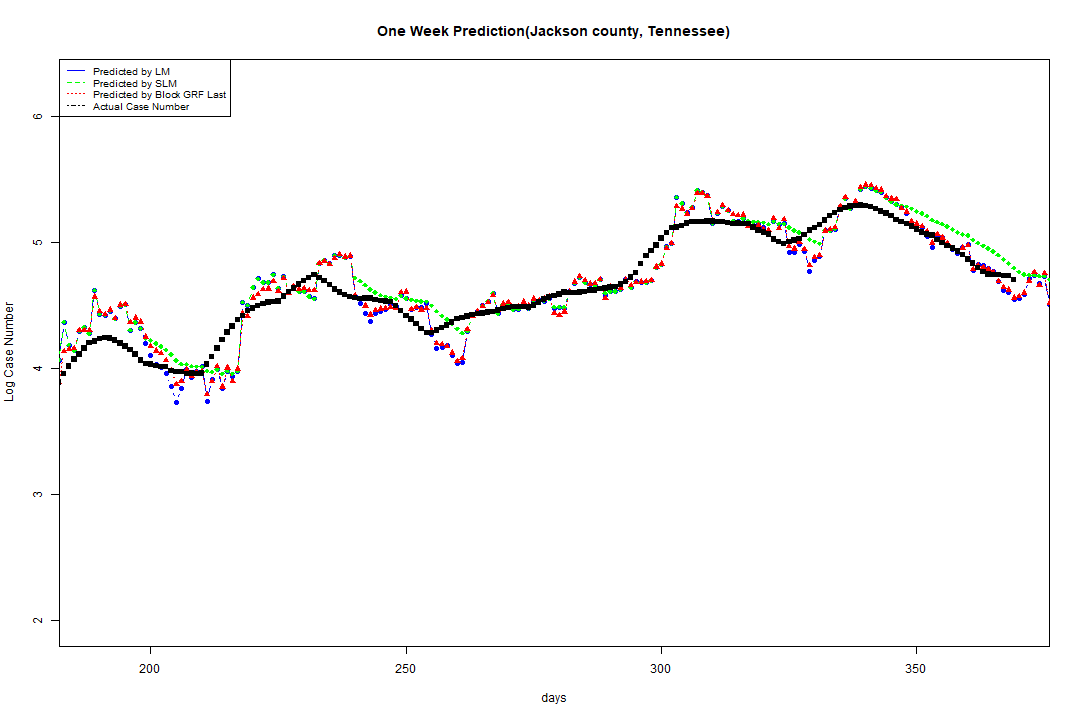 One Week Prediction(Jackson county, Tennessee)
Predicted by LM
Predicted by SLM
Predicted by Block GRF Last
Actual Case Number
Log Case Number
6
5
4
3
2
200 250 300 350
days